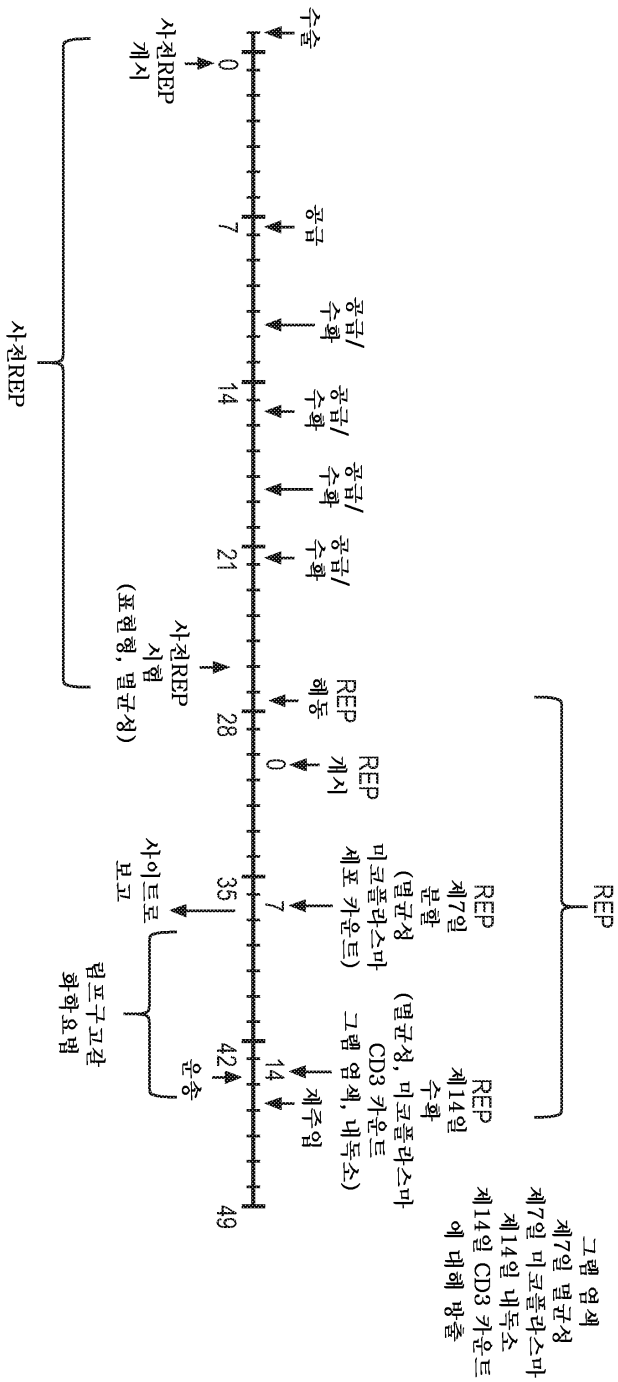 REP
REP
제14일
수확
(멸균성, 미코플라스마
CD3 카운트
그램 염색, 내독소)
REP
제7일
분할
(멸균성
미코플라스마
세포 카운트)
REP
개시
REP
해동
공급/
수확
공급/
수확
공급/
수확
공급/
수확
공급
수술
재주입
그램 염색
제7일 멸균성
제7일 미코플라스마
제14일 내독소
제14일 CD3 카운트
에 대해 방출
0
7
14
0
7
14
21
28
35
42
49
사전REP
개시
사전REP
시험
(표현형, 멸균성)
사이트로
보고
운송
림프구고갈
화학요법
사전REP